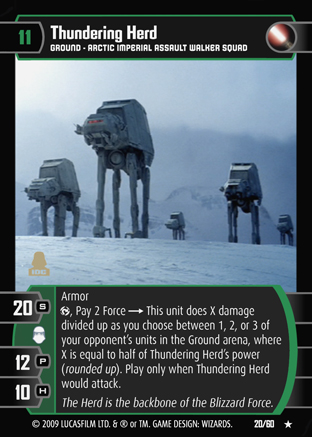 11
Thundering Herd
GROUND - ARCTIC IMPERIAL ASSAULT WALKER SQUAD
20 S
12 P
10 H
Armor
, Pay 2 Force → This unit does X damage
divided up as you choose between 1, 2, or 3 of
your opponent's units in the Ground arena, where
X is equal to half of Thundering Herd's power
(rounded up). Play only when Thundering Herd
would attack.
The Herd is the backbone of the Blizzard Force.
© 2009 LUCASFILM LTD. & ® or TM. GAME DESIGN: WIZARDS.
20/60